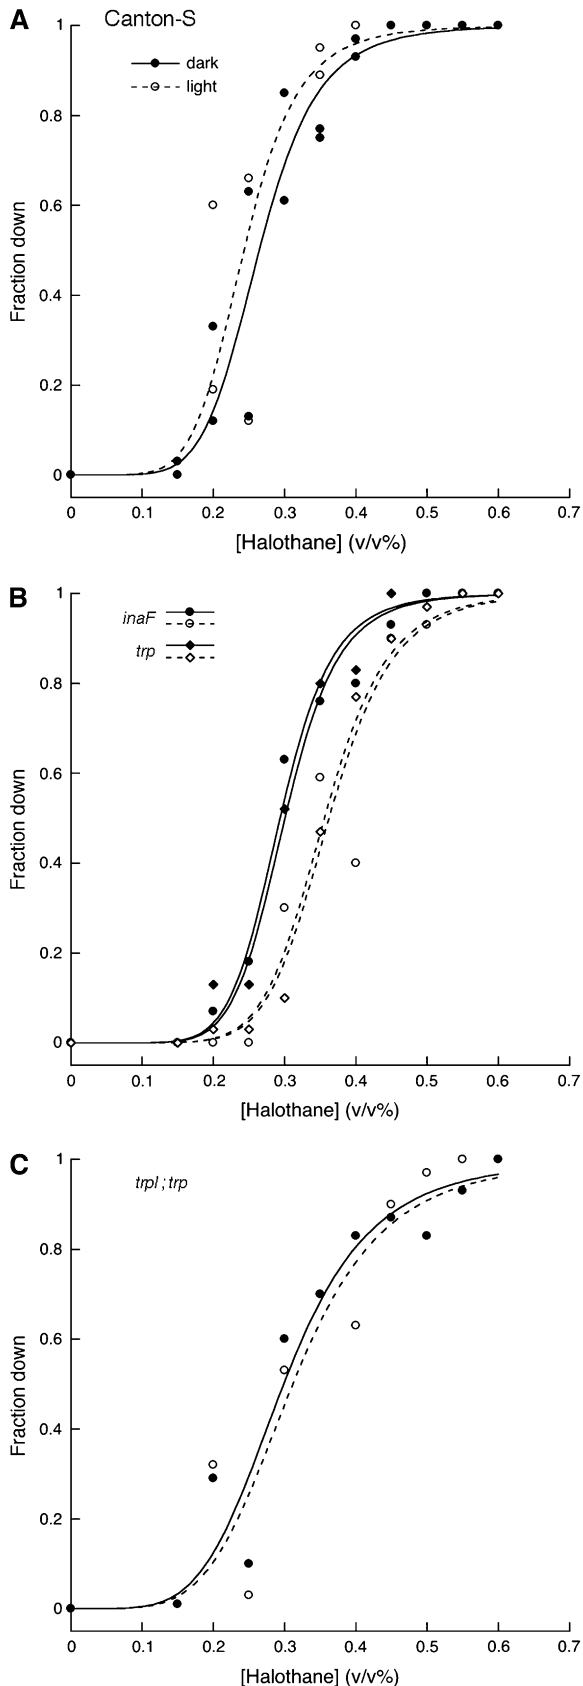 A
Canton-S
dark
light
1
0.8
0.6
0.4
0.2
0
Fraction down
0 0.1 0.2 0.3 0.4 0.5 0.6 0.7
[Halothane] (v/v%)
B
inaF
trp
1
0.8
0.6
0.4
0.2
0
Fraction down
0 0.1 0.2 0.3 0.4 0.5 0.6 0.7
[Halothane] (v/v%)
C
trpl ; trp
1
0.8
0.6
0.4
0.2
0
Fraction down
0 0.1 0.2 0.3 0.4 0.5 0.6 0.7
[Halothane] (v/v%)